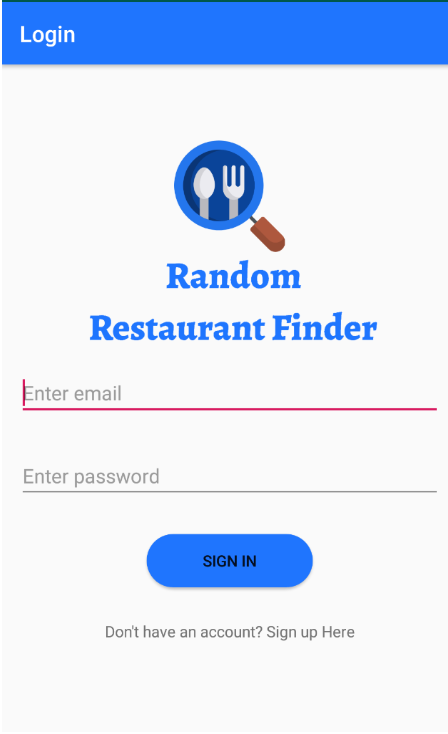 Login
Random
Restaurant Finder
Enter email
Enter password
SIGN IN
Don't have an account? Sign up Here